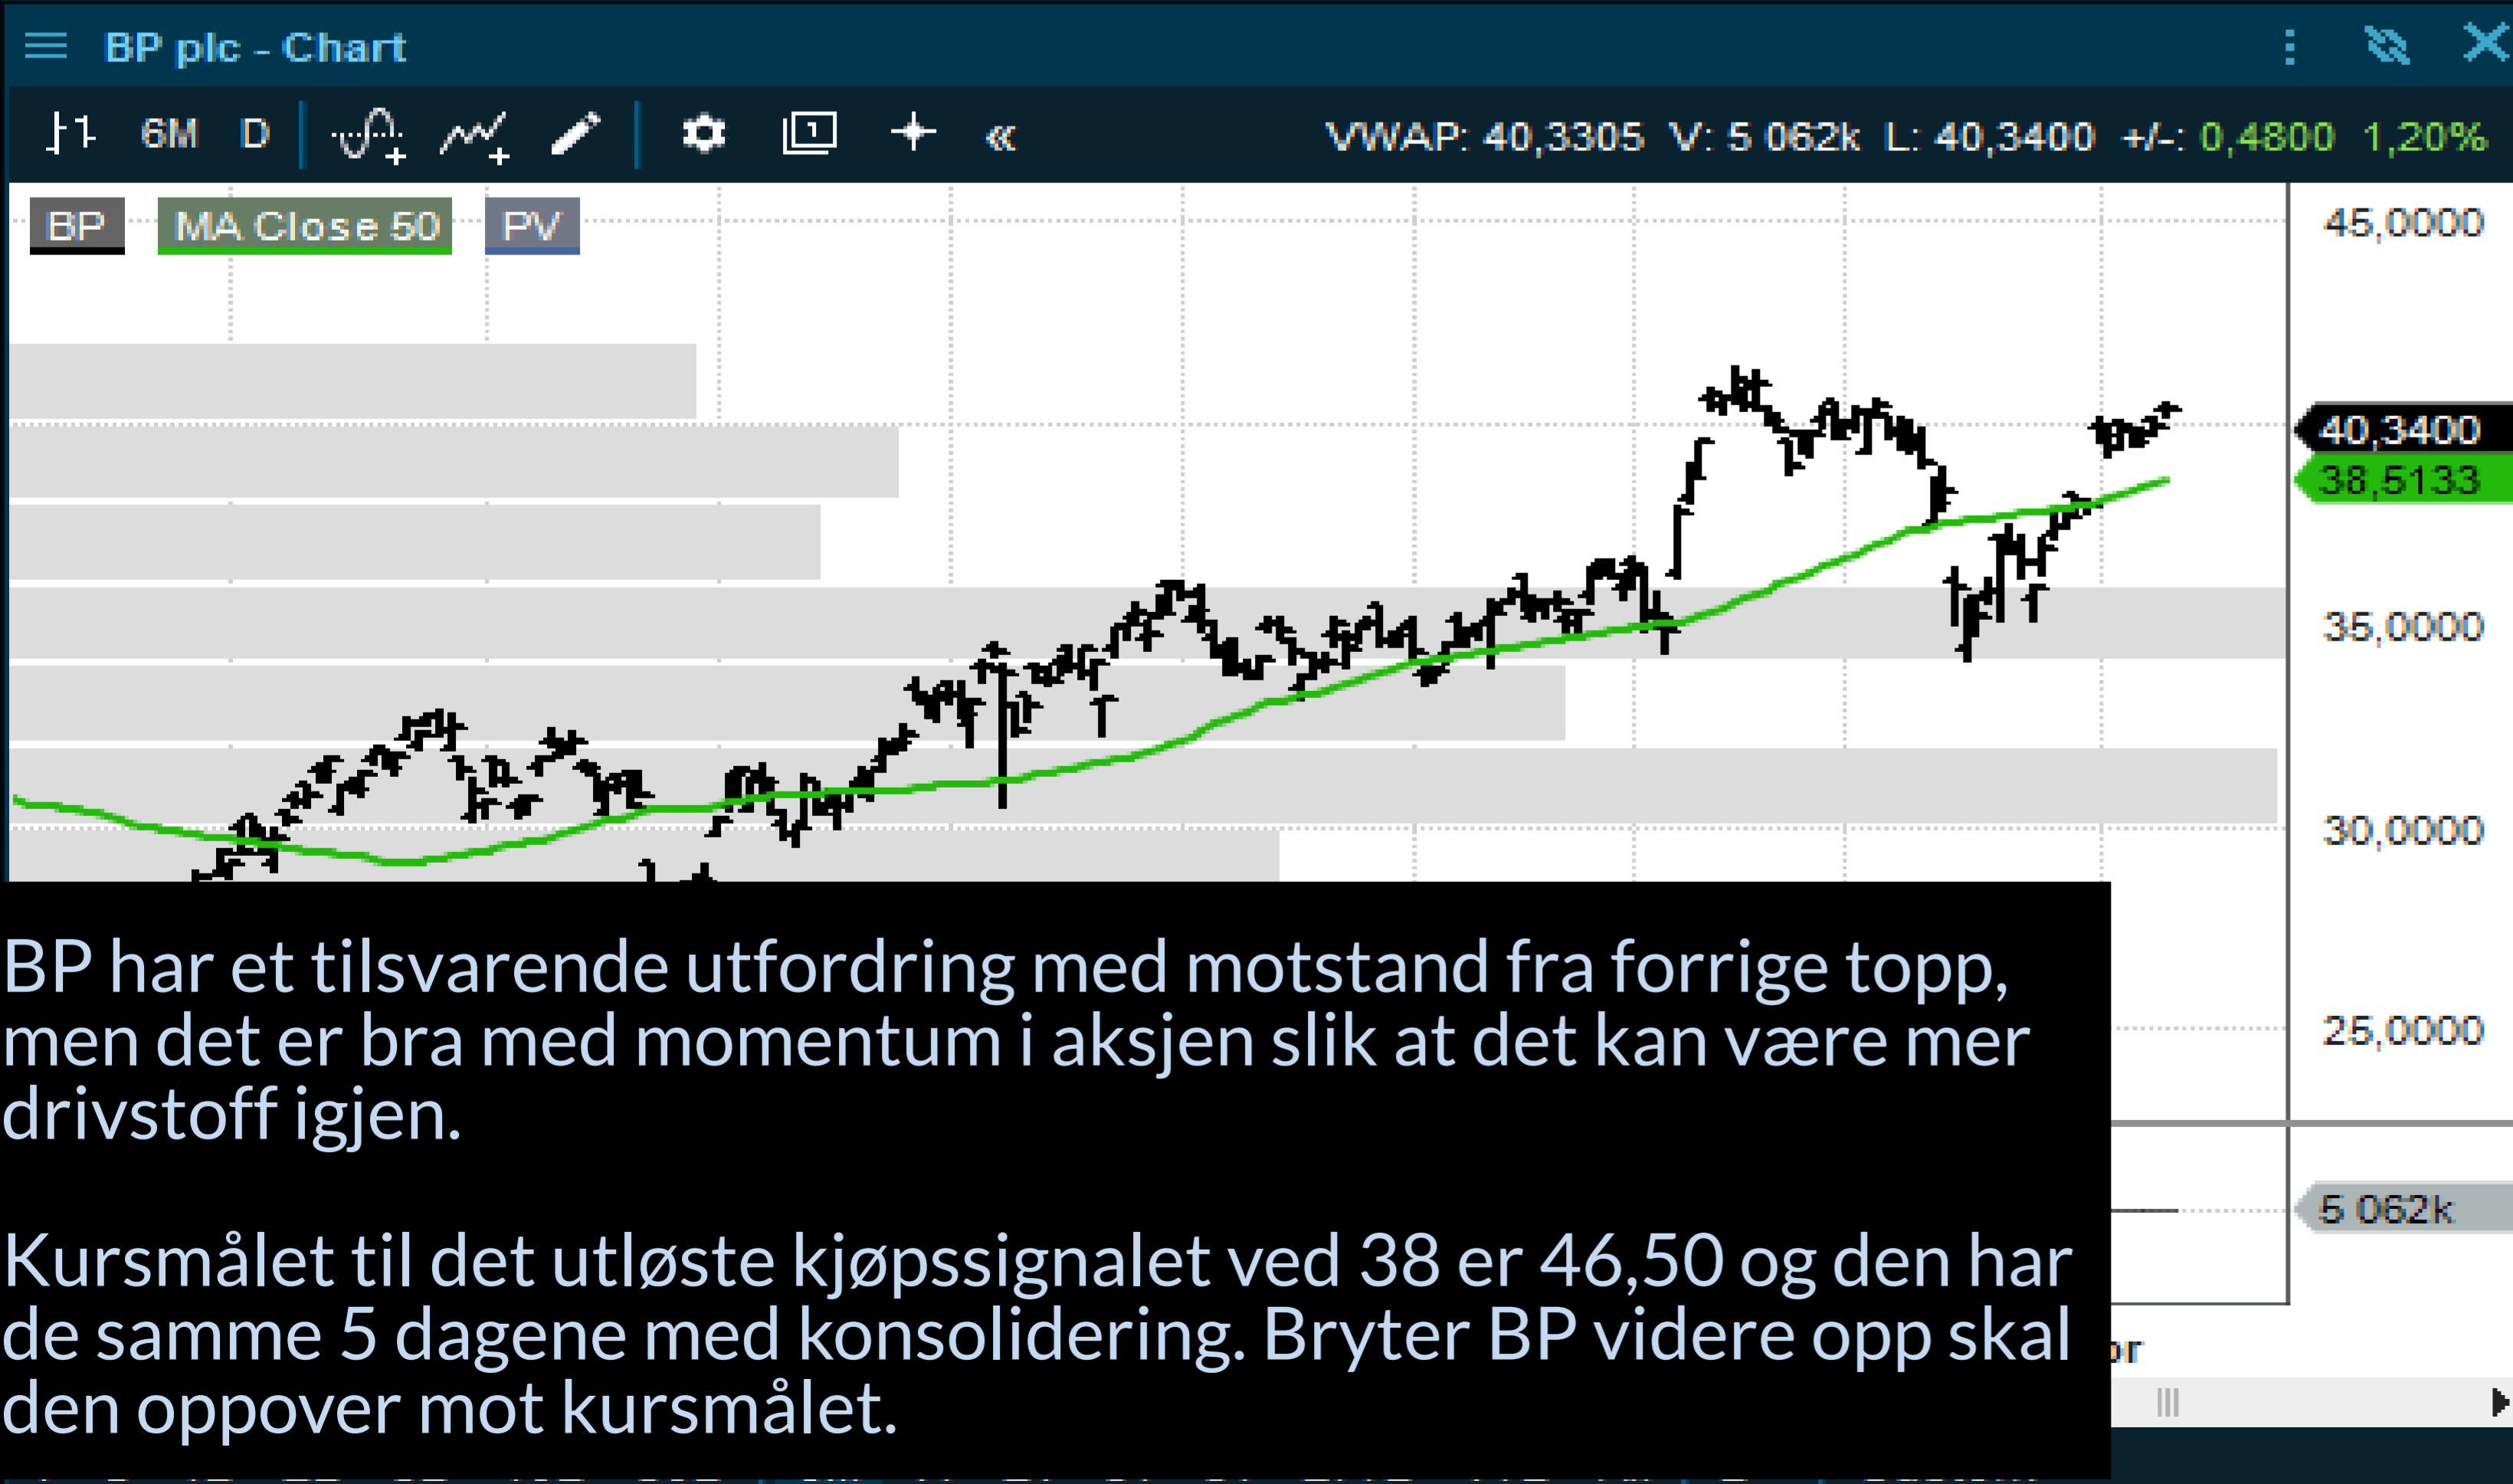 BP plc - Chart
6M D 1 « VWAP: 40,3305 V: 5 062k L: 40,3400 +/-: 0,4800 1,20%
BP MA Close 50 PV
45,0000
40,3400
38,5133
35,0000
30,0000
25,0000
5 062k
BP har et tilsvarende utfordring med motstand fra forrige topp,
men det er bra med momentum i aksjen slik at det kan være mer
drivstoff igjen.
Kursmålet til det utløste kjøpssignalet ved 38 er 46,50 og den har
de samme 5 dagene med konsolidering. Bryter BP videre opp skal
den oppover mot kursmålet.